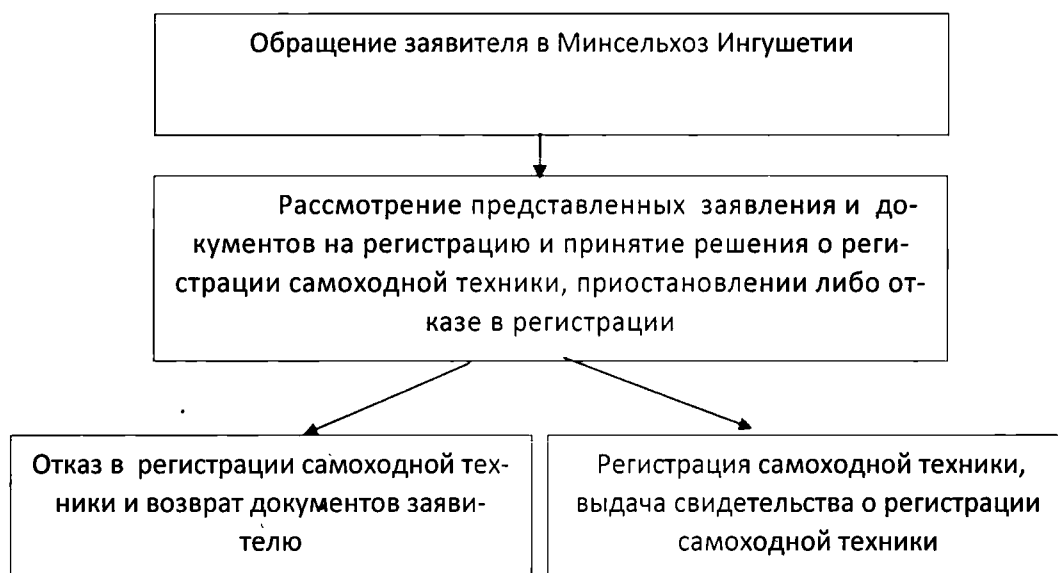 Обращение заявителя в Минсельхоз Ингушетии
Рассмотрение представленных заявления и до-
кументов на регистрацию и принятие решения о реги-
страции самоходной техники, приостановлении либо от-
казе в регистрации
Отказ в регистрации самоходной тех-
ники и возврат документов заяви-
телю
Регистрация самоходной техники,
выдача свидетельства о регистрации
самоходной техники